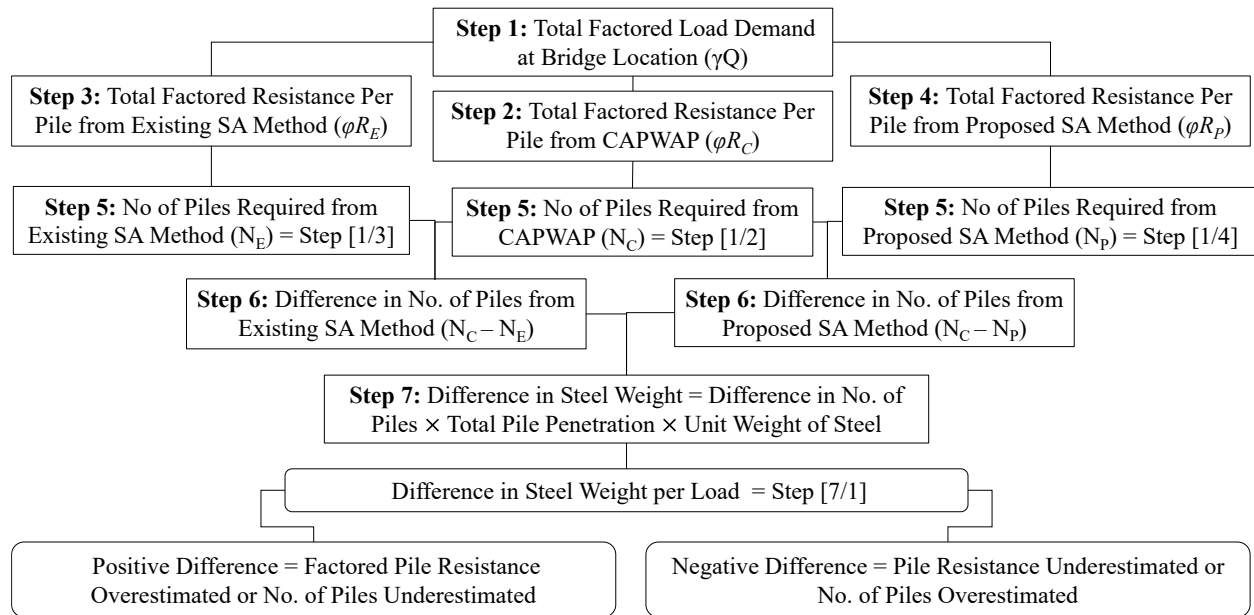 Step 1: Total Factored Load Demand
at Bridge Location (γQ)
Step 3: Total Factored Resistance Per
Pile from Existing SA Method (φR_E)
Step 2: Total Factored Resistance
Per Pile from CAPWAP (φR_C)
Step 4: Total Factored Resistance Per
Pile from Proposed SA Method (φR_P)
Step 5: No of Piles Required from
Existing SA Method (N_E) = Step [1/3]
Step 5: No of Piles Required from
CAPWAP (N_C) = Step [1/2]
Step 5: No of Piles Required from
Proposed SA Method (N_P) = Step [1/4]
Step 6: Difference in No. of Piles from
Existing SA Method (N_C – N_E)
Step 6: Difference in No. of Piles from
Proposed SA Method (N_C – N_P)
Step 7: Difference in Steel Weight = Difference in No. of
Piles × Total Pile Penetration × Unit Weight of Steel
Difference in Steel Weight per Load = Step [7/1]
Positive Difference = Factored Pile Resistance
Overestimated or No. of Piles Underestimated
Negative Difference = Pile Resistance Underestimated or
No. of Piles Overestimated